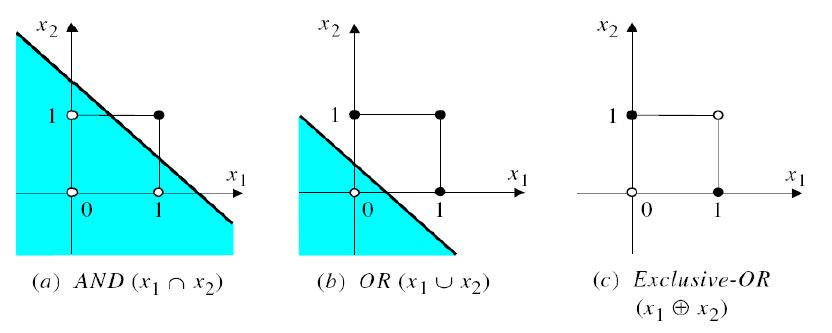 x₂
1
x₁
0 1
(a) AND (x₁ ∩ x₂)
x₂
1
x₁
0 1
(b) OR (x₁ ∪ x₂)
x₂
1
x₁
0 1
(c) Exclusive-OR
(x₁ ⊕ x₂)